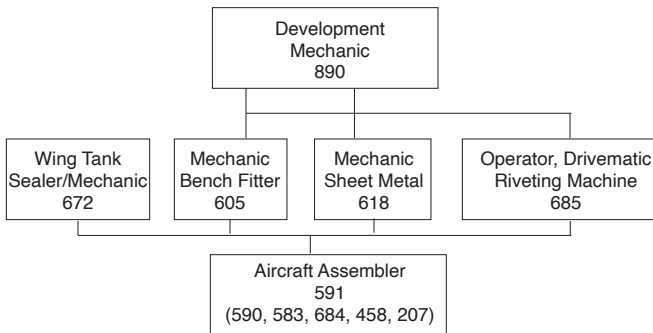 Development
Mechanic
890
Wing Tank
Sealer/Mechanic
672
Mechanic
Bench Fitter
605
Mechanic
Sheet Metal
618
Operator, Drivematic
Riveting Machine
685
Aircraft Assembler
591
(590, 583, 684, 458, 207)